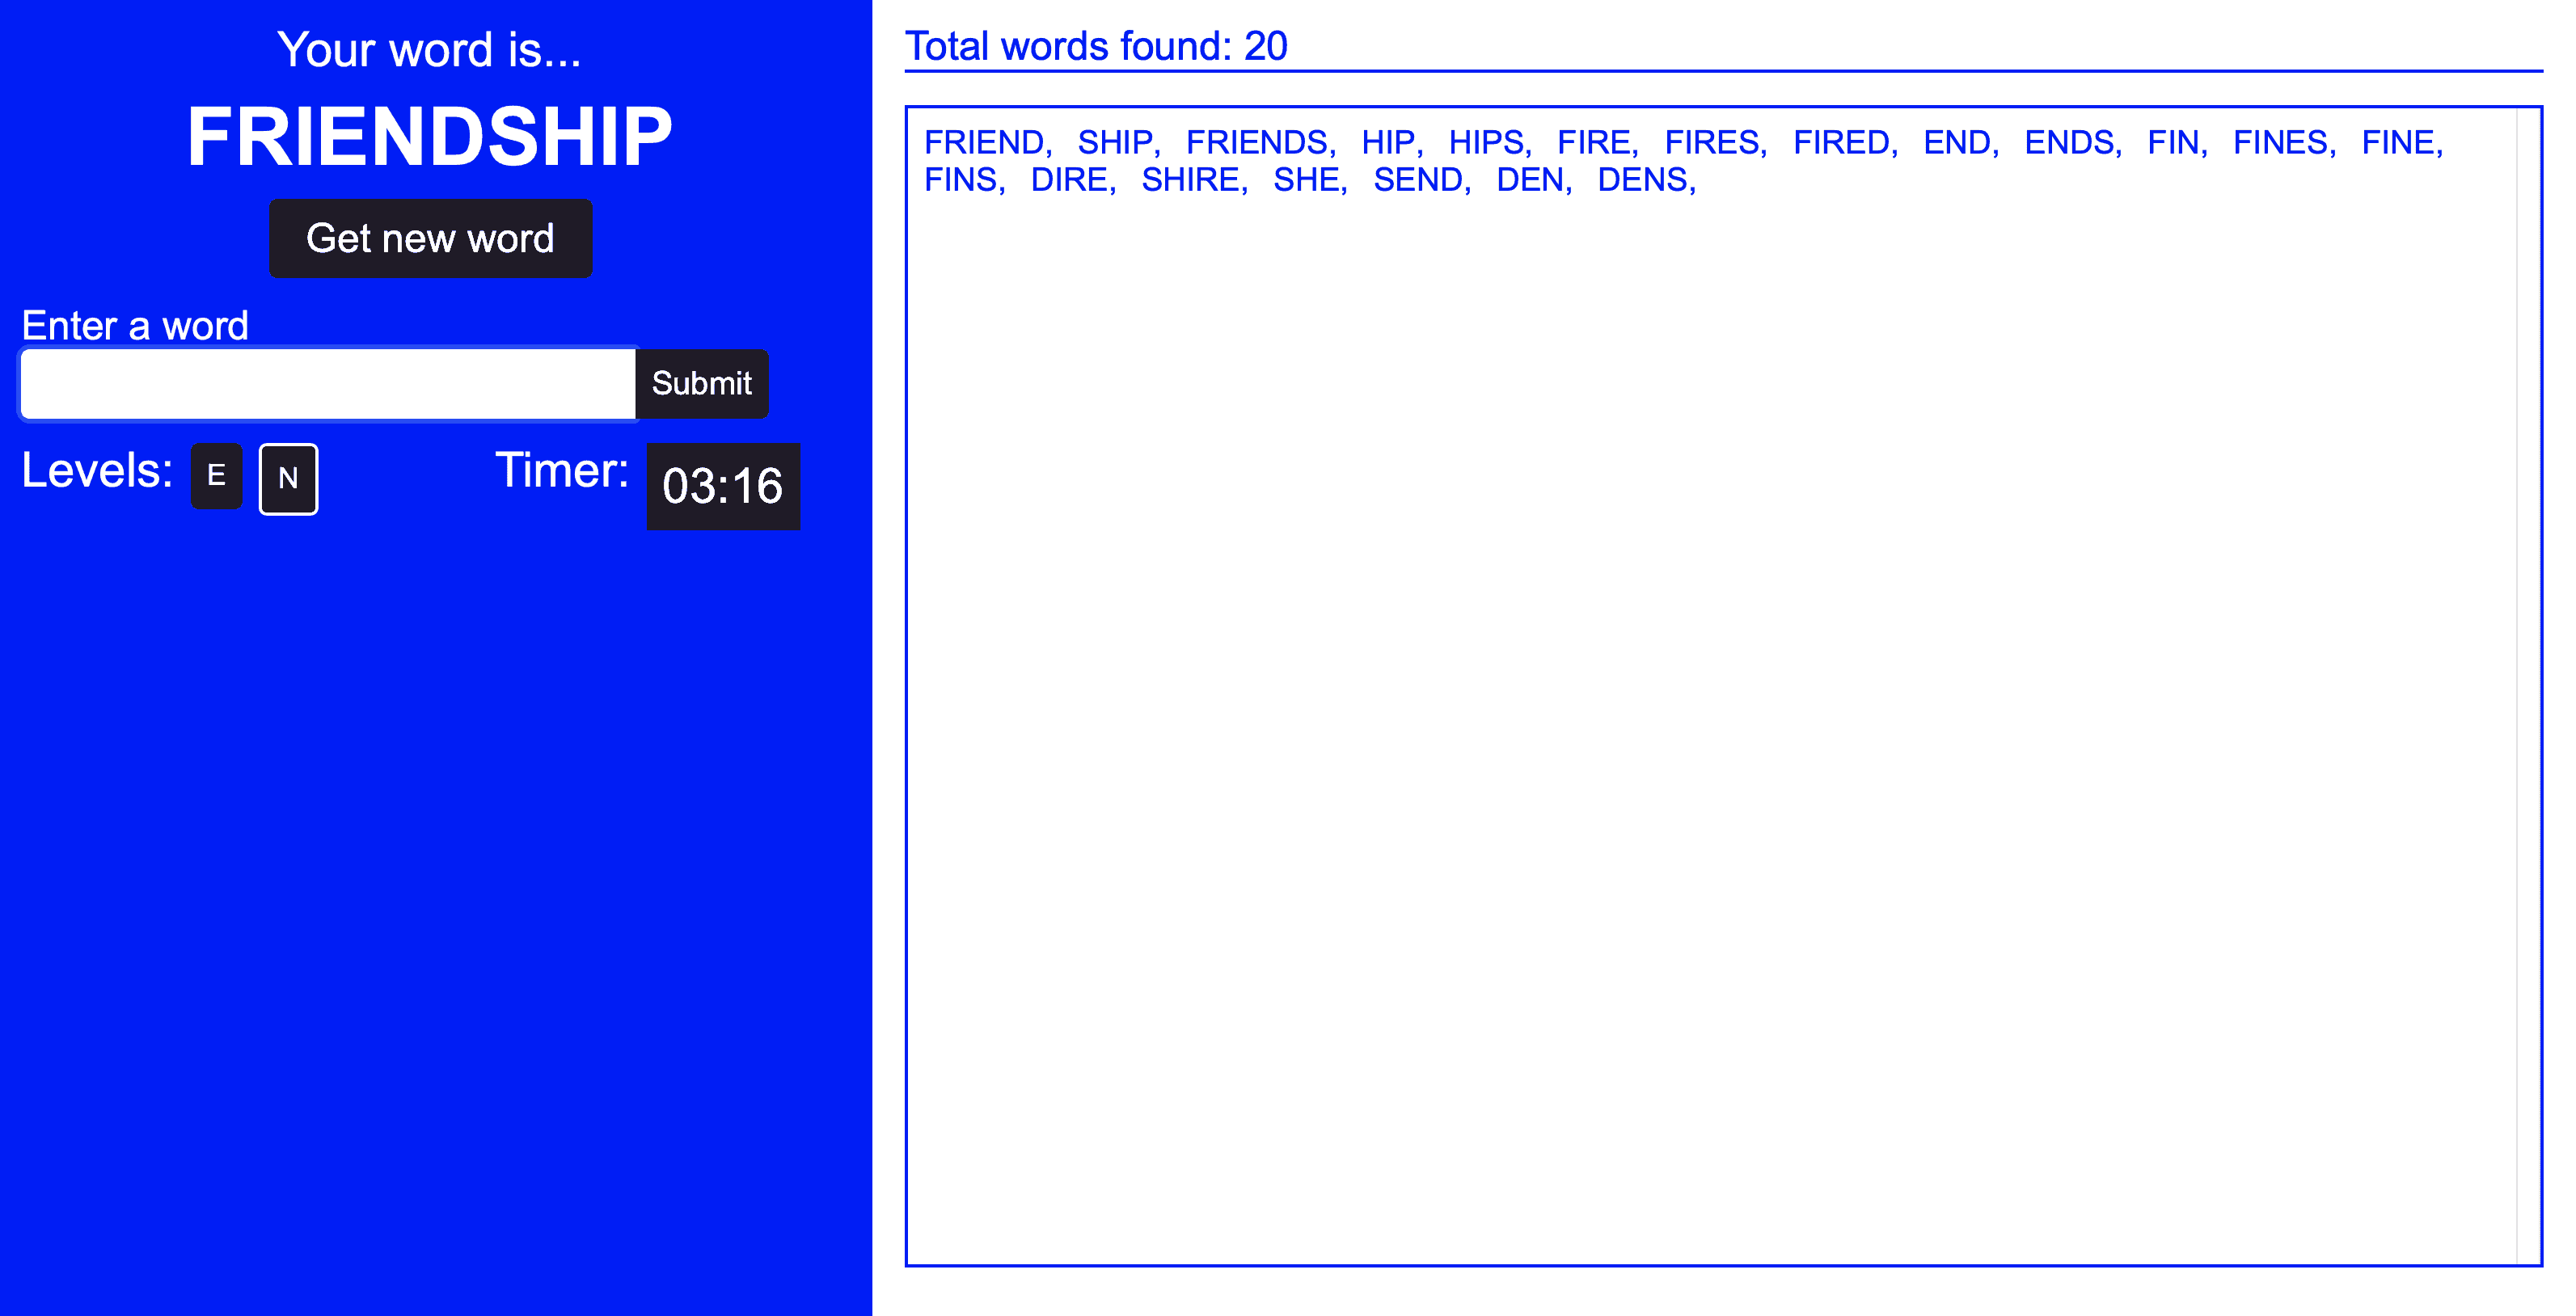 Your word is...
FRIENDSHIP
Get new word
Enter a word
Submit
Levels: E N Timer: 03:16
Total words found: 20
FRIEND, SHIP, FRIENDS, HIP, HIPS, FIRE, FIRES, FIRED, END, ENDS, FIN, FINES, FINE,
FINS, DIRE, SHIRE, SHE, SEND, DEN, DENS,